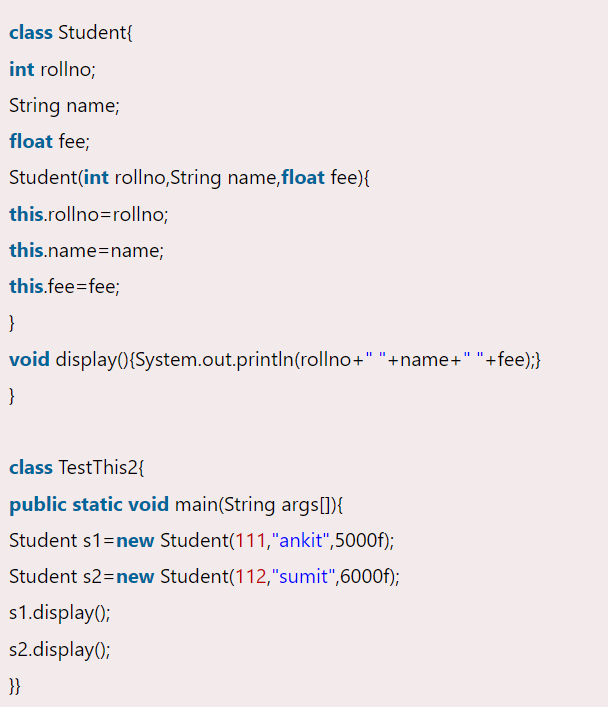 class Student{
int rollno;
String name;
float fee;
Student(int rollno,String name,float fee){
this.rollno=rollno;
this.name=name;
this.fee=fee;
}
void display(){System.out.println(rollno+" "+name+" "+fee);}
}
class TestThis2{
public static void main(String args[]){
Student s1=new Student(111,"ankit",5000f);
Student s2=new Student(112,"sumit",6000f);
s1.display();
s2.display();
}}